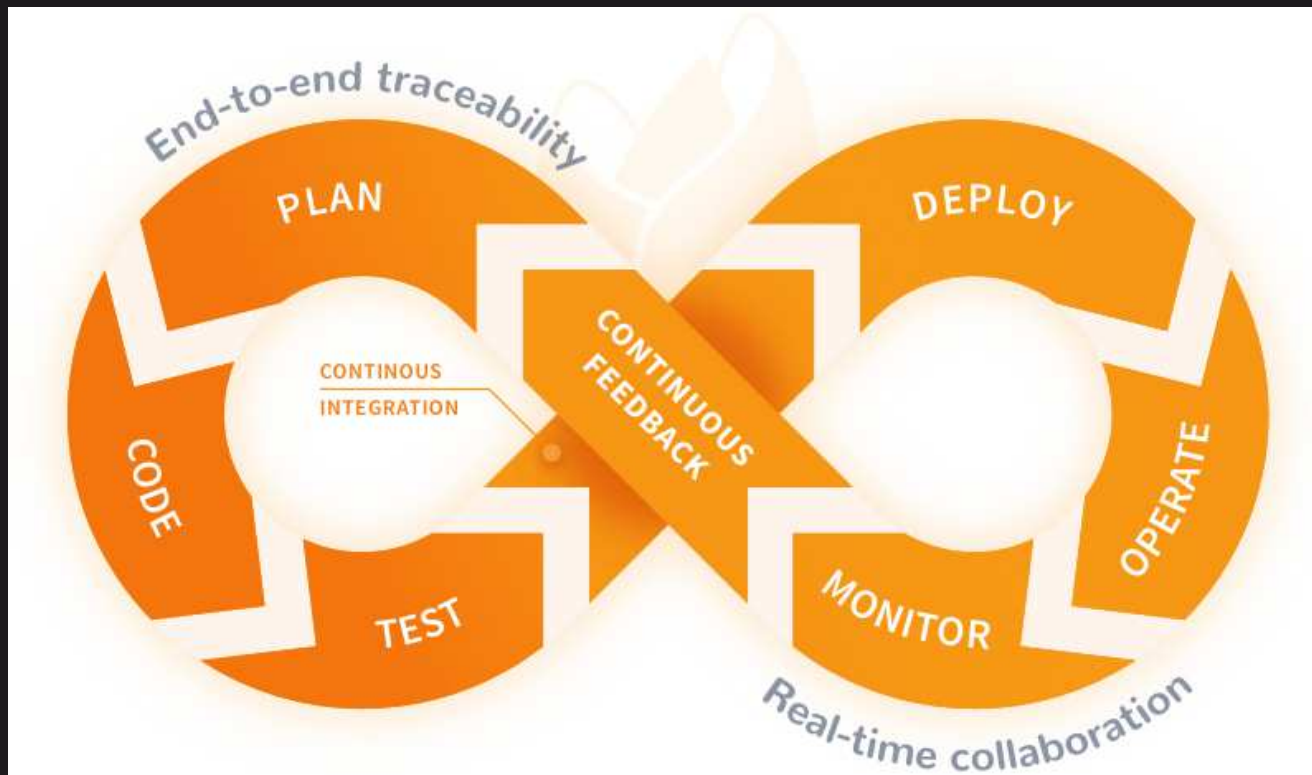 End-to-end traceability
PLAN
DEPLOY
CONTINUOUS
FEEDBACK
CONTINOUS
INTEGRATION
CODE
OPERATE
TEST
MONITOR
Real-time collaboration